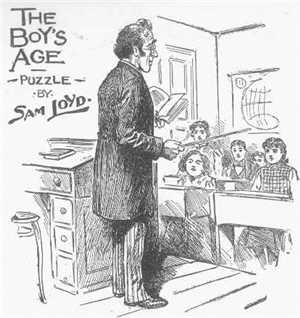 THE
BOY'S
AGE
— PUZZLE —
· BY ·
SAM LOYD.